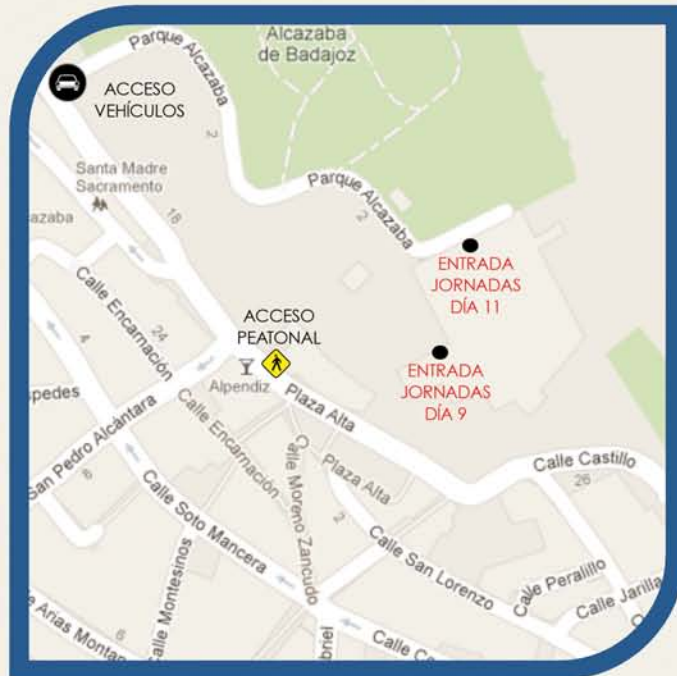 Parque Alcazaba
Alcazaba
de Badajoz
ACCESO
VEHÍCULOS
2
Santa Madre
Sacramento
Parque Alcazaba
2
18
ENTRADA
JORNADAS
DÍA 11
Calle Encarnación
4
24
ACCESO
PEATONAL
Alpendiz
ENTRADA
JORNADAS
DÍA 9
Plaza Alta
San Pedro Alcántara
6
Calle Encarnación
Calle Moreno Zancudo
Plaza Alta
Calle Castillo
26
2
Calle Soto Mancera
Calle Montesinos
Calle San Lorenzo
Calle Peralillo
Calle Jarilla
Arias Montan
6
Calle